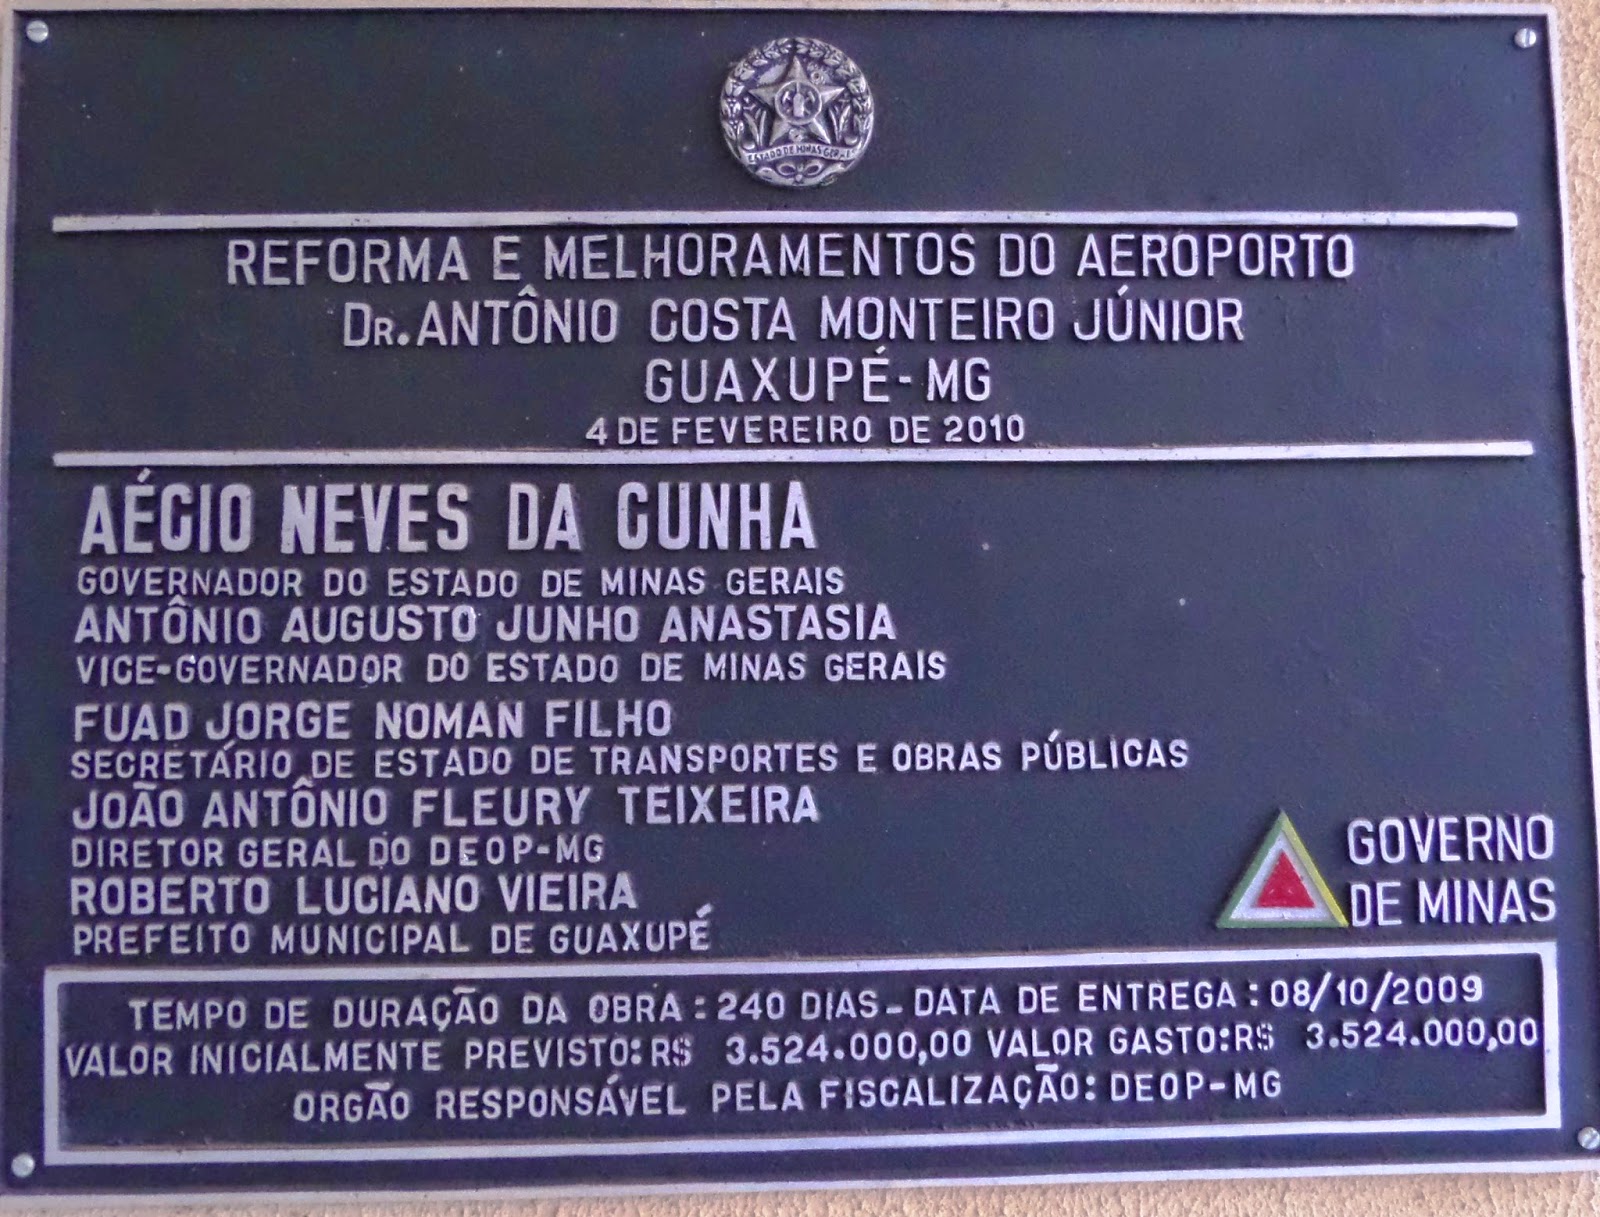 ESTADO DE MINAS GERAIS
REFORMA E MELHORAMENTOS DO AEROPORTO
DR. ANTÔNIO COSTA MONTEIRO JÚNIOR
GUAXUPÉ-MG
4 DE FEVEREIRO DE 2010
AÉCIO NEVES DA CUNHA
GOVERNADOR DO ESTADO DE MINAS GERAIS
ANTÔNIO AUGUSTO JUNHO ANASTASIA
VICE-GOVERNADOR DO ESTADO DE MINAS GERAIS
FUAD JORGE NOMAN FILHO
SECRETÁRIO DE ESTADO DE TRANSPORTES E OBRAS PÚBLICAS
JOÃO ANTÔNIO FLEURY TEIXEIRA
DIRETOR GERAL DO DEOP-MG
ROBERTO LUCIANO VIEIRA
PREFEITO MUNICIPAL DE GUAXUPÉ
GOVERNO
DE MINAS
TEMPO DE DURAÇÃO DA OBRA: 240 DIAS - DATA DE ENTREGA: 08/10/2009
VALOR INICIALMENTE PREVISTO: R$ 3.524.000,00 VALOR GASTO: R$ 3.524.000,00
ORGÃO RESPONSÁVEL PELA FISCALIZAÇÃO: DEOP-MG